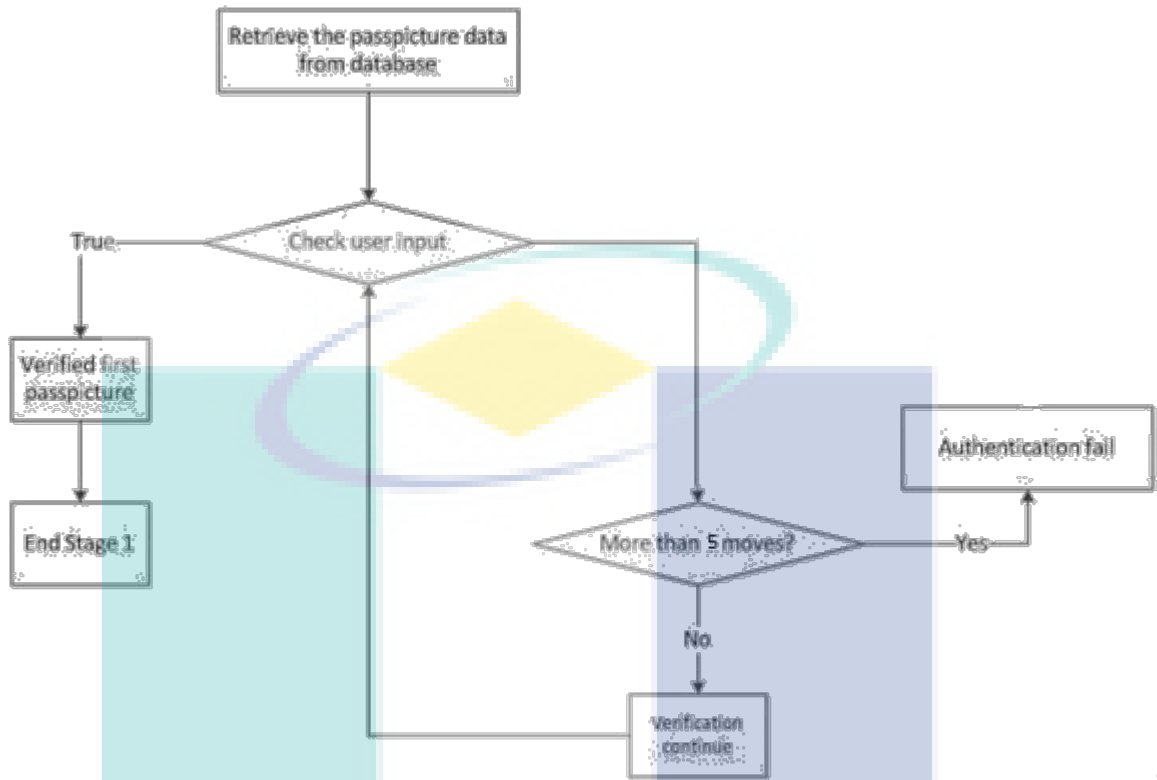 Retrieve the passpicture data
from database
Check user input
True
Verified first
passpicture
Authentication fail
End Stage 1
More than 5 moves?
Yes
No
Verification
continue